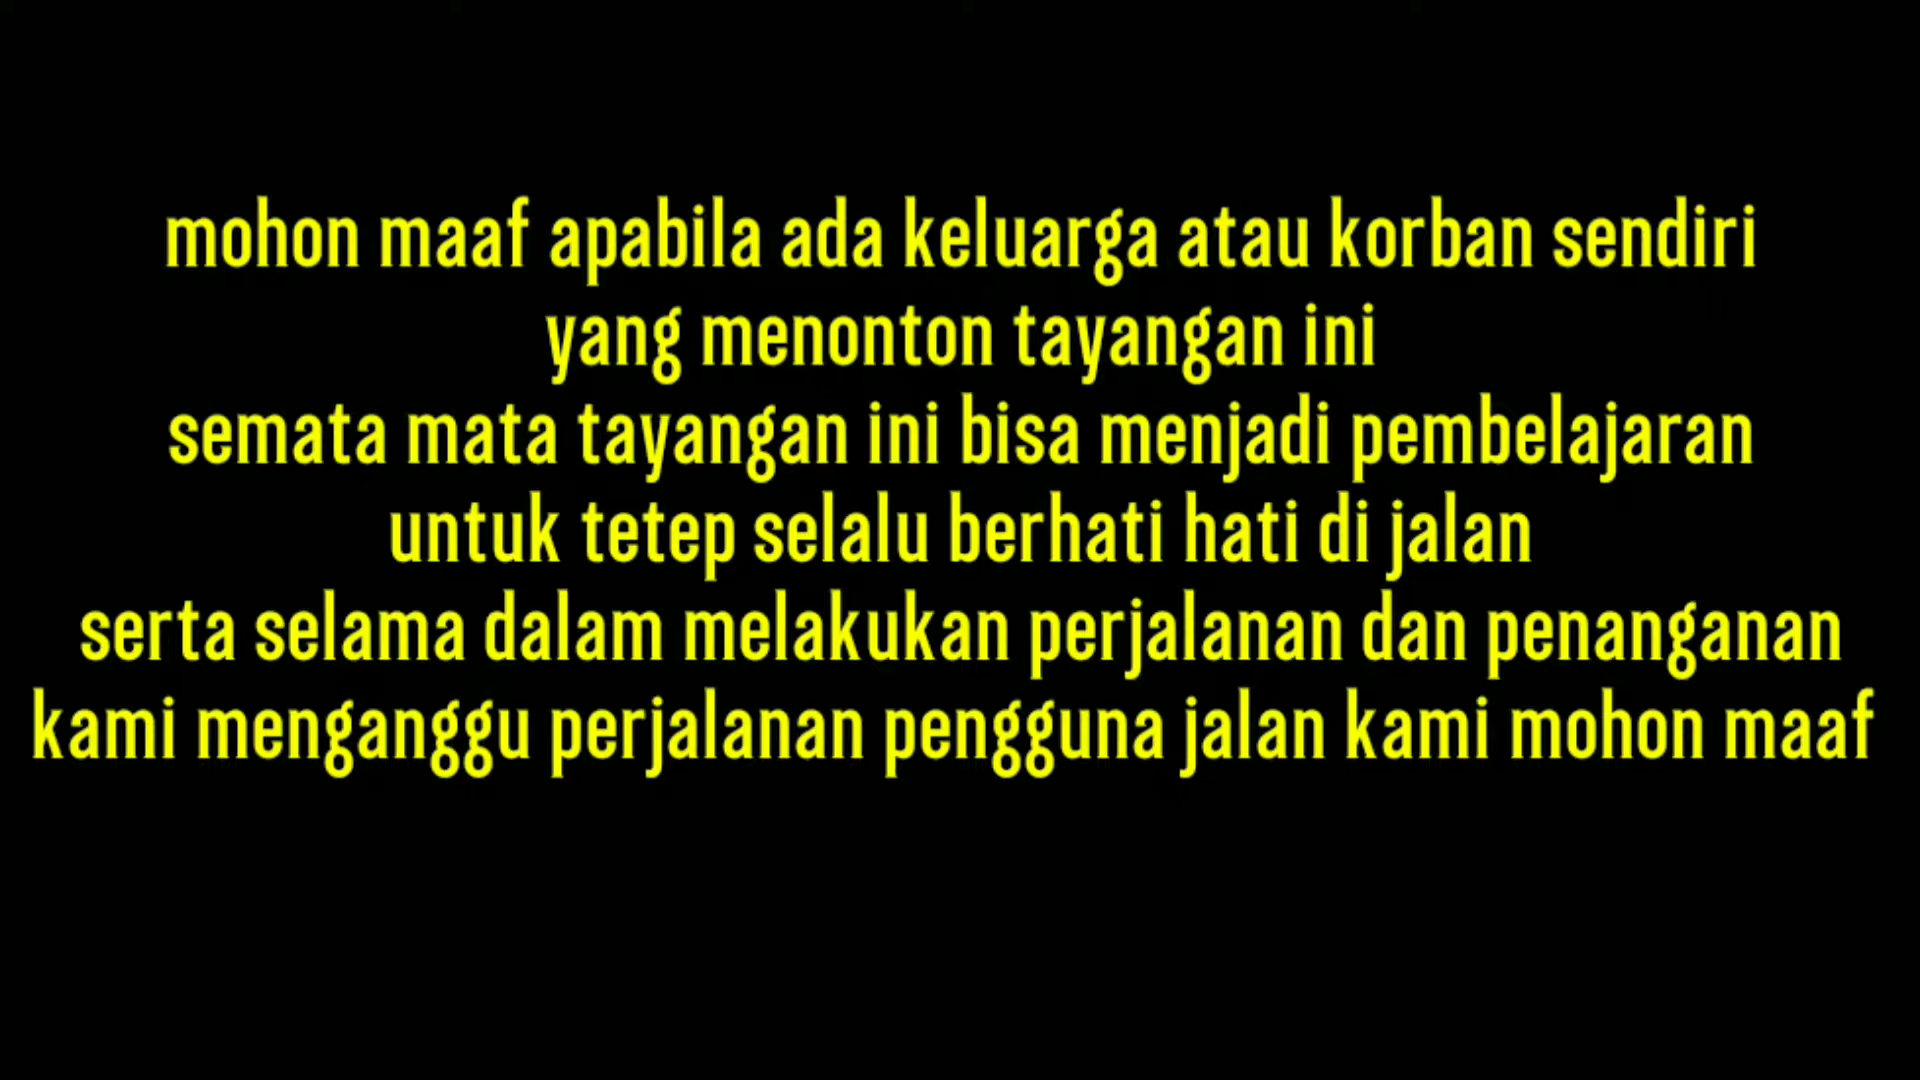 mohon maaf apabila ada keluarga atau korban sendiri
yang menonton tayangan ini
semata mata tayangan ini bisa menjadi pembelajaran
untuk tetep selalu berhati hati di jalan
serta selama dalam melakukan perjalanan dan penanganan
kami menganggu perjalanan pengguna jalan kami mohon maaf